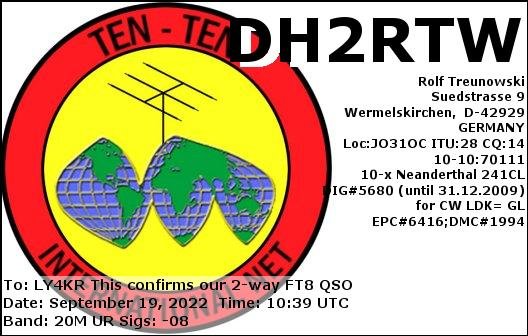 TEN - TEN
DH2RTW
Rolf Treunowski
Suedstrasse 9
Wermelskirchen, D-42929
GERMANY
Loc:JO31OC ITU:28 CQ:14
10-10:70111
10-x Neanderthal 241CL
DIG#5680 (until 31.12.2009)
for CW LDK= GL
EPC#6416;DMC#1994
INTERNATIONAL NET
To: LY4KR This confirms our 2-way FT8 QSO
Date: September 19, 2022 Time: 10:39 UTC
Band: 20M UR Sigs: -08